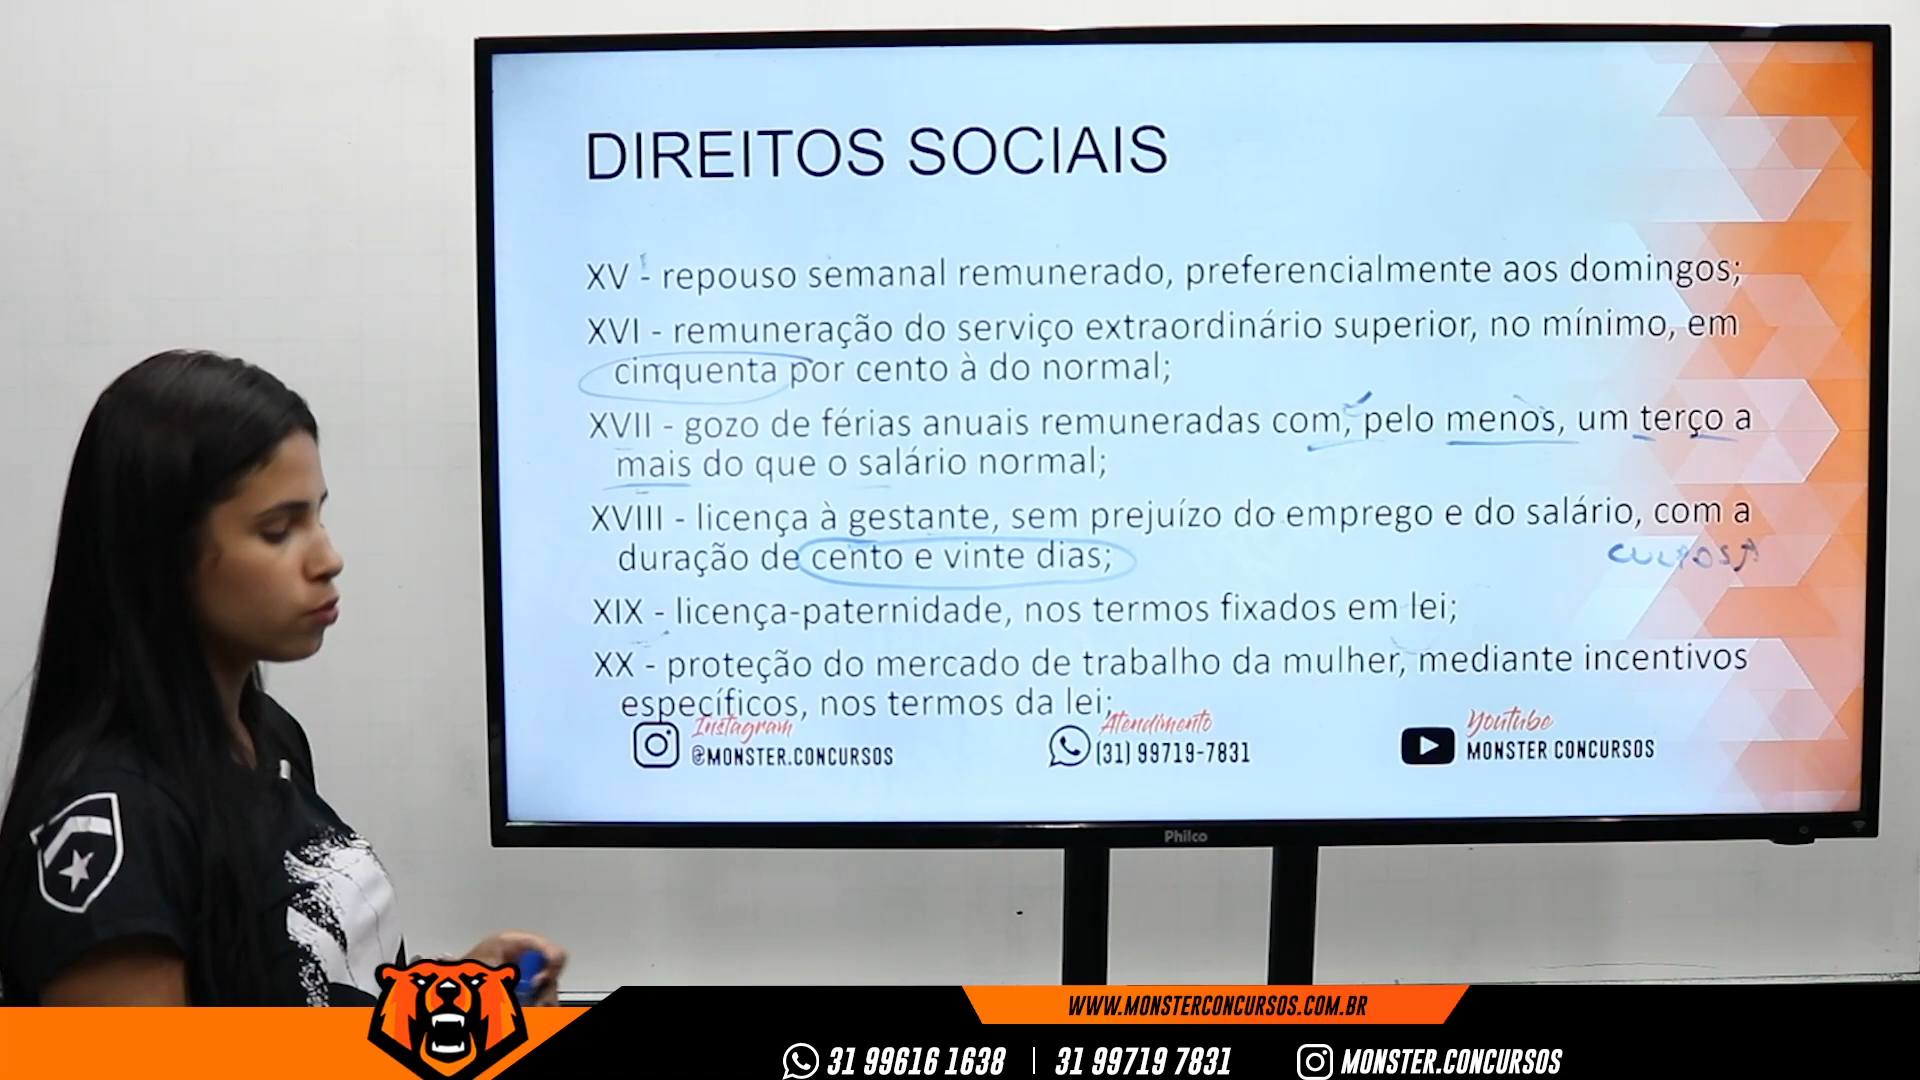 DIREITOS SOCIAIS
XV - repouso semanal remunerado, preferencialmente aos domingos;
XVI - remuneração do serviço extraordinário superior, no mínimo, em
cinquenta por cento à do normal;
XVII - gozo de férias anuais remuneradas com, pelo menos, um terço a
mais do que o salário normal;
XVIII - licença à gestante, sem prejuízo do emprego e do salário, com a
duração de cento e vinte dias;
CULPOSA
XIX - licença-paternidade, nos termos fixados em lei;
XX - proteção do mercado de trabalho da mulher, mediante incentivos
específicos, nos termos da lei;
Instagram
@MONSTER.CONCURSOS
Atendimento
(31) 99719-7831
Youtube
MONSTER CONCURSOS
Philco
WWW.MONSTERCONCURSOS.COM.BR
31 99616 1638 | 31 99719 7831
MONSTER.CONCURSOS